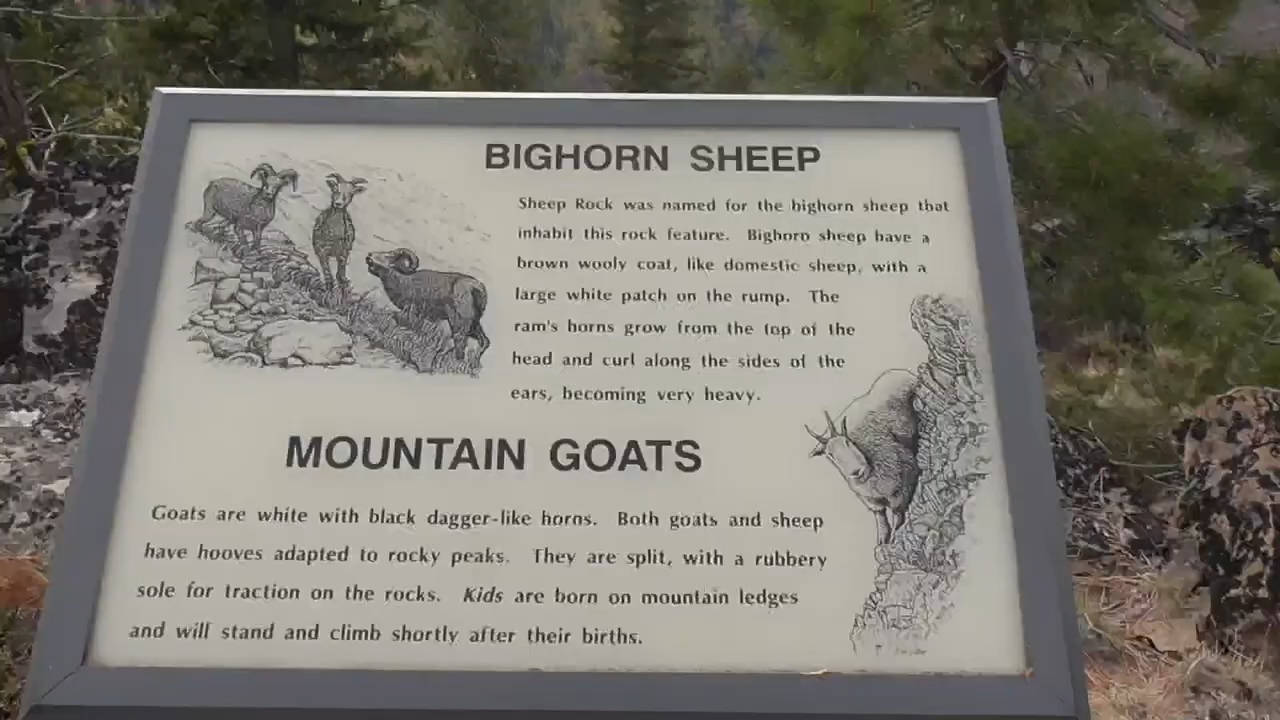 BIGHORN SHEEP
Sheep Rock was named for the bighorn sheep that
inhabit this rock feature. Bighorn sheep have a
brown wooly coat, like domestic sheep, with a
large white patch on the rump. The
ram's horns grow from the top of the
head and curl along the sides of the
ears, becoming very heavy.
MOUNTAIN GOATS
Goats are white with black dagger-like horns. Both goats and sheep
have hooves adapted to rocky peaks. They are split, with a rubbery
sole for traction on the rocks. Kids are born on mountain ledges
and will stand and climb shortly after their births.